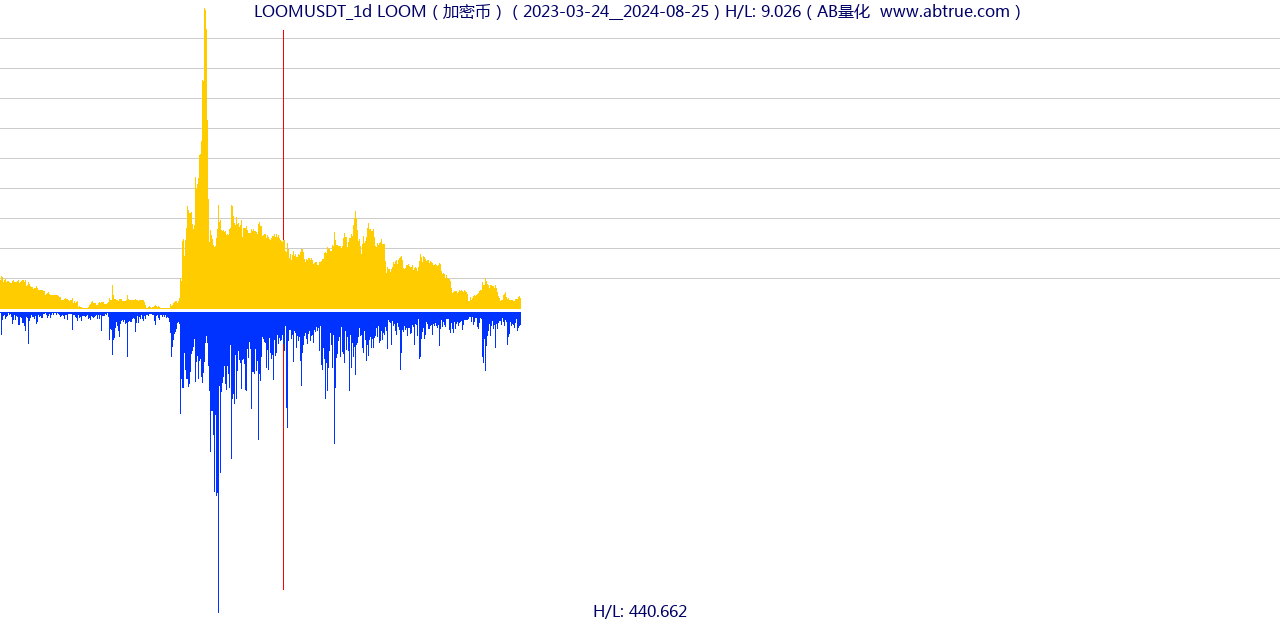 LOOMUSDT_1d LOOM ( 加密币 ) ( 2023-03-24__2024-08-25 ) H/L: 9.026 ( AB量化  www.abtrue.com )
H/L: 440.662